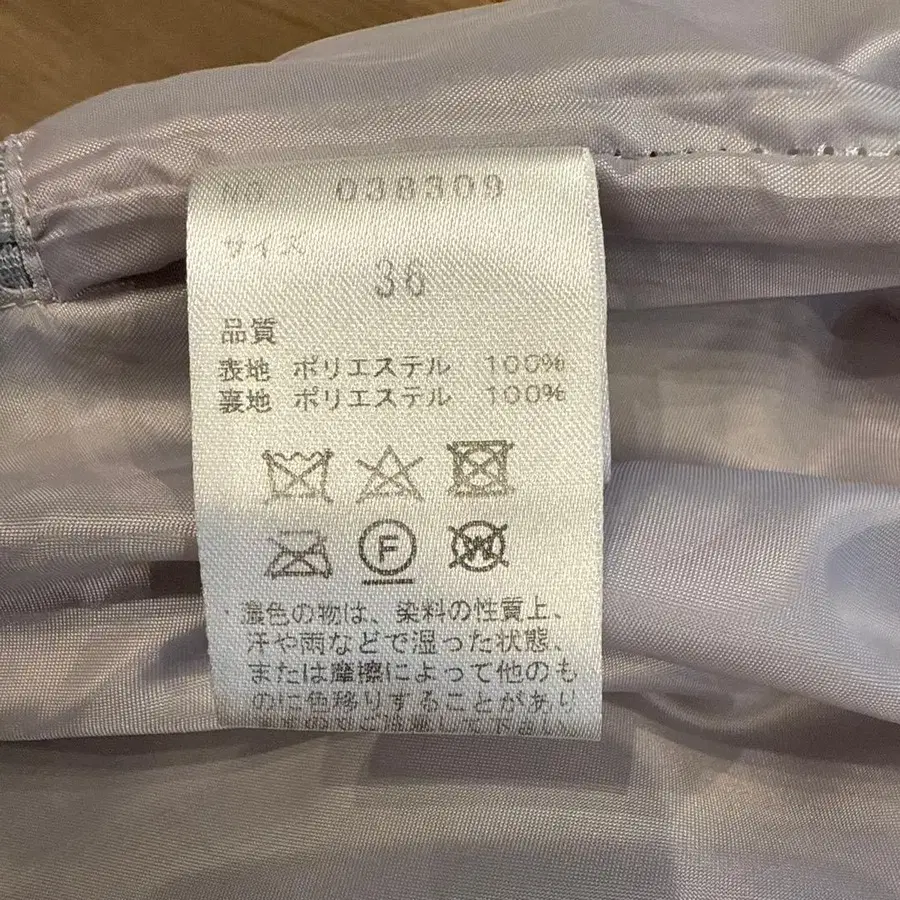 038309
サイズ
36
品質
表地 ポリエステル 100%
裏地 ポリエステル 100%
F
W
・濃色の物は、染料の性質上、
汗や雨などで湿った状態、
または摩擦によって他のも
のに色移りすることがあり